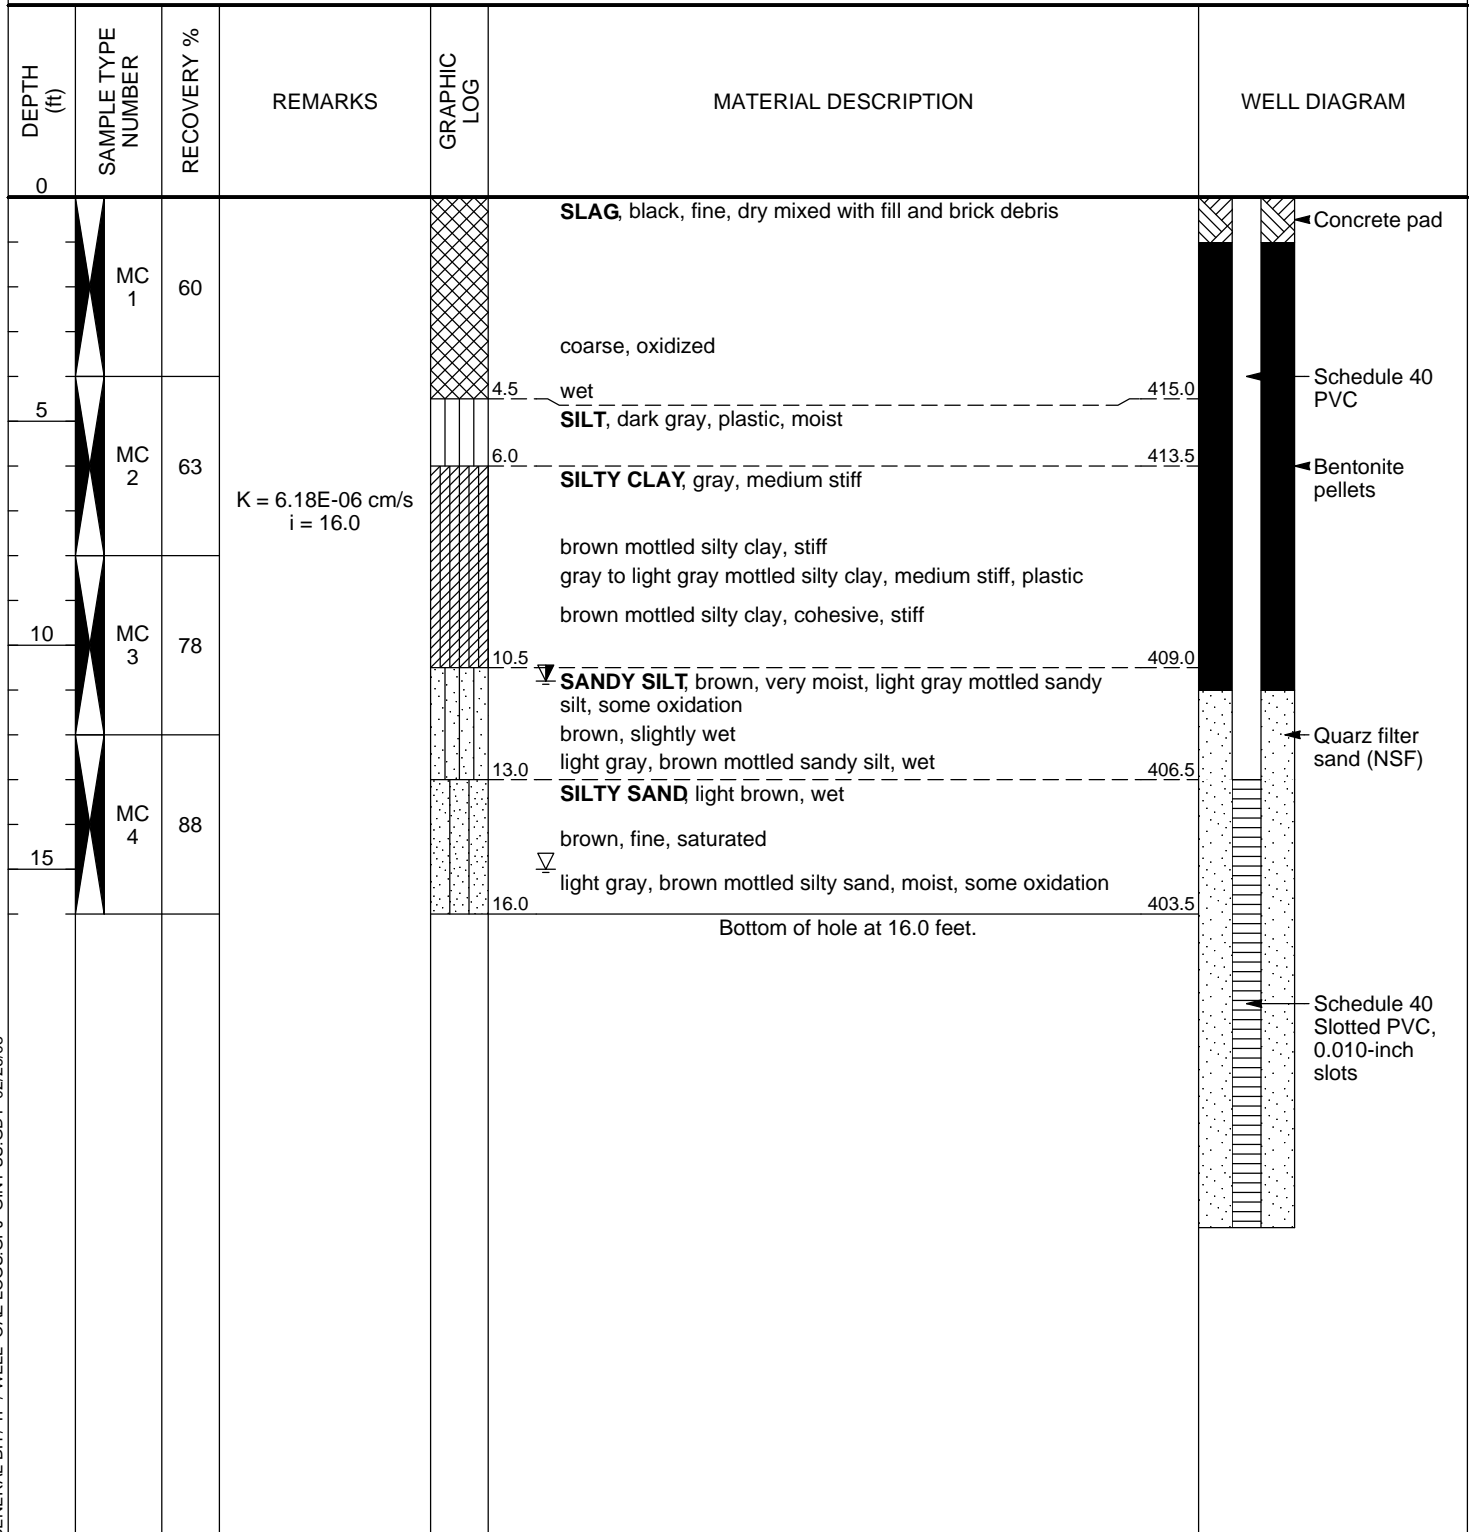 DEPTH
(ft)
SAMPLE TYPE
NUMBER
RECOVERY %
REMARKS
GRAPHIC
LOG
MATERIAL DESCRIPTION
WELL DIAGRAM
0
SLAG, black, fine, dry mixed with fill and brick debris
Concrete pad
MC
1
60
coarse, oxidized
Schedule 40
PVC
4.5
wet
415.0
5
SILT, dark gray, plastic, moist
MC
2
63
6.0
413.5
Bentonite
pellets
SILTY CLAY, gray, medium stiff
K = 6.18E-06 cm/s
i = 16.0
brown mottled silty clay, stiff
gray to light gray mottled silty clay, medium stiff, plastic
brown mottled silty clay, cohesive, stiff
10
MC
3
78
10.5
409.0
SANDY SILT, brown, very moist, light gray mottled sandy
silt, some oxidation
brown, slightly wet
Quarz filter
sand (NSF)
light gray, brown mottled sandy silt, wet
13.0
406.5
SILTY SAND, light brown, wet
MC
4
88
brown, fine, saturated
15
light gray, brown mottled silty sand, moist, some oxidation
16.0
403.5
Bottom of hole at 16.0 feet.
Schedule 40
Slotted PVC,
0.010-inch
slots